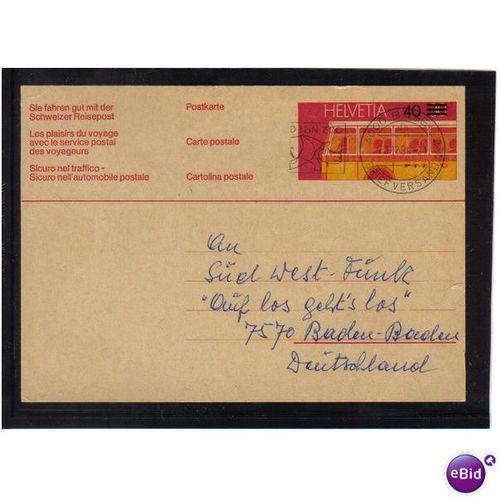 Sie fahren gut mit der
Schweizer Reisepost
Postkarte
Les plaisirs du voyage
avec le service postal
des voyageurs
Carte postale
Sicuro nel traffico –
Sicuro nell'automobile postale
Cartolina postale
HELVETIA 40
BRIEFVERSAND
An
Süd West-Funk
"Auf los geht's los"
7570 Baden-Baden
Deutschland
eBid